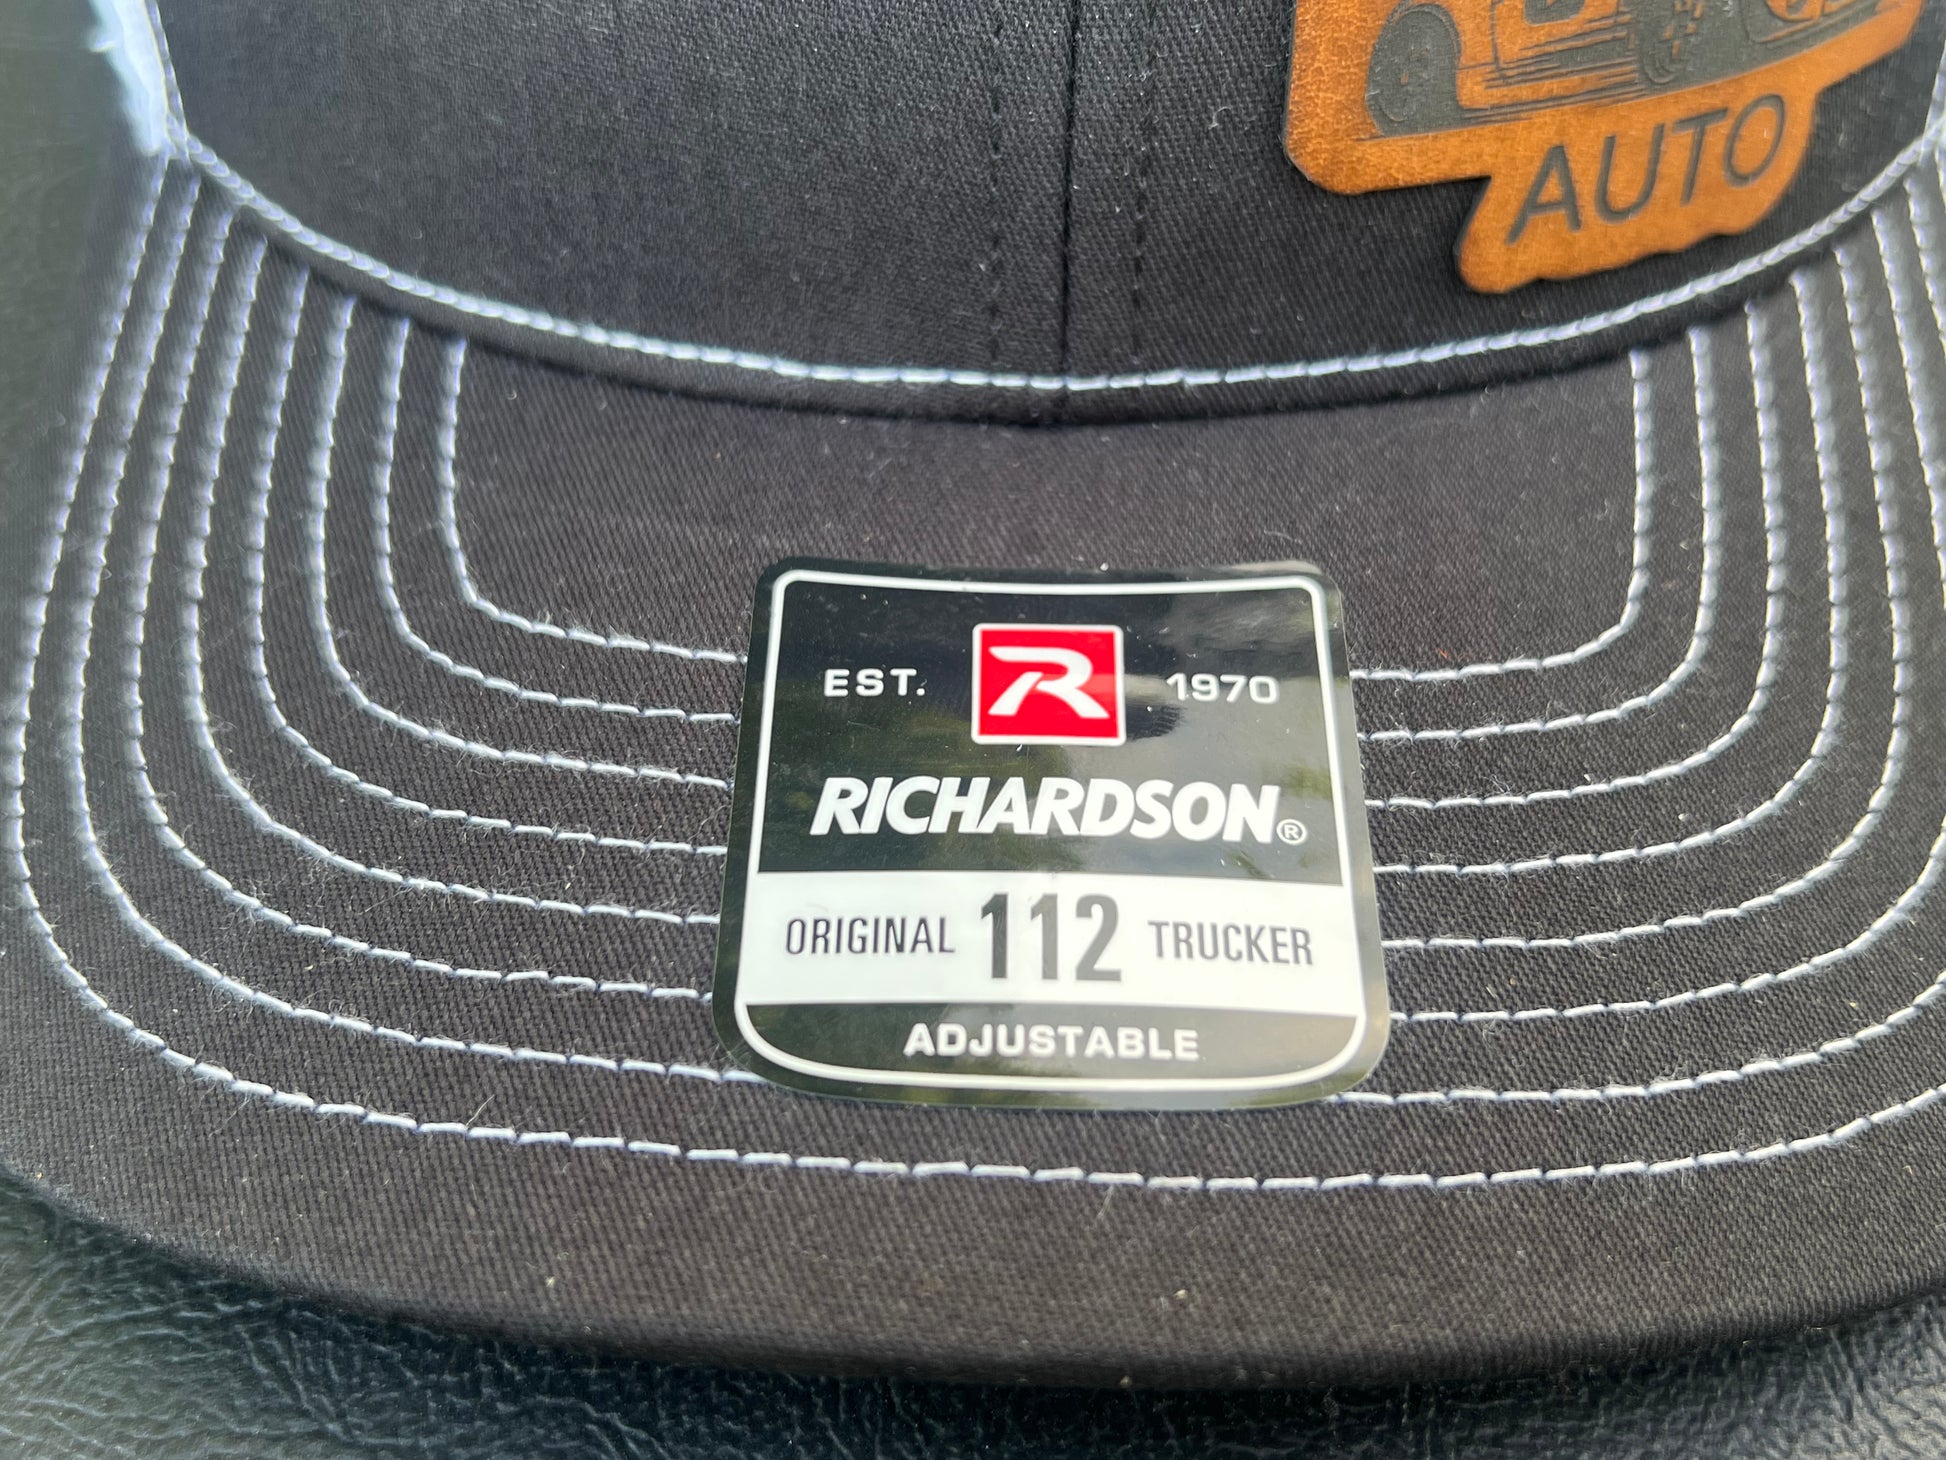 AUTO
EST. R 1970
RICHARDSON®
ORIGINAL 112 TRUCKER
ADJUSTABLE